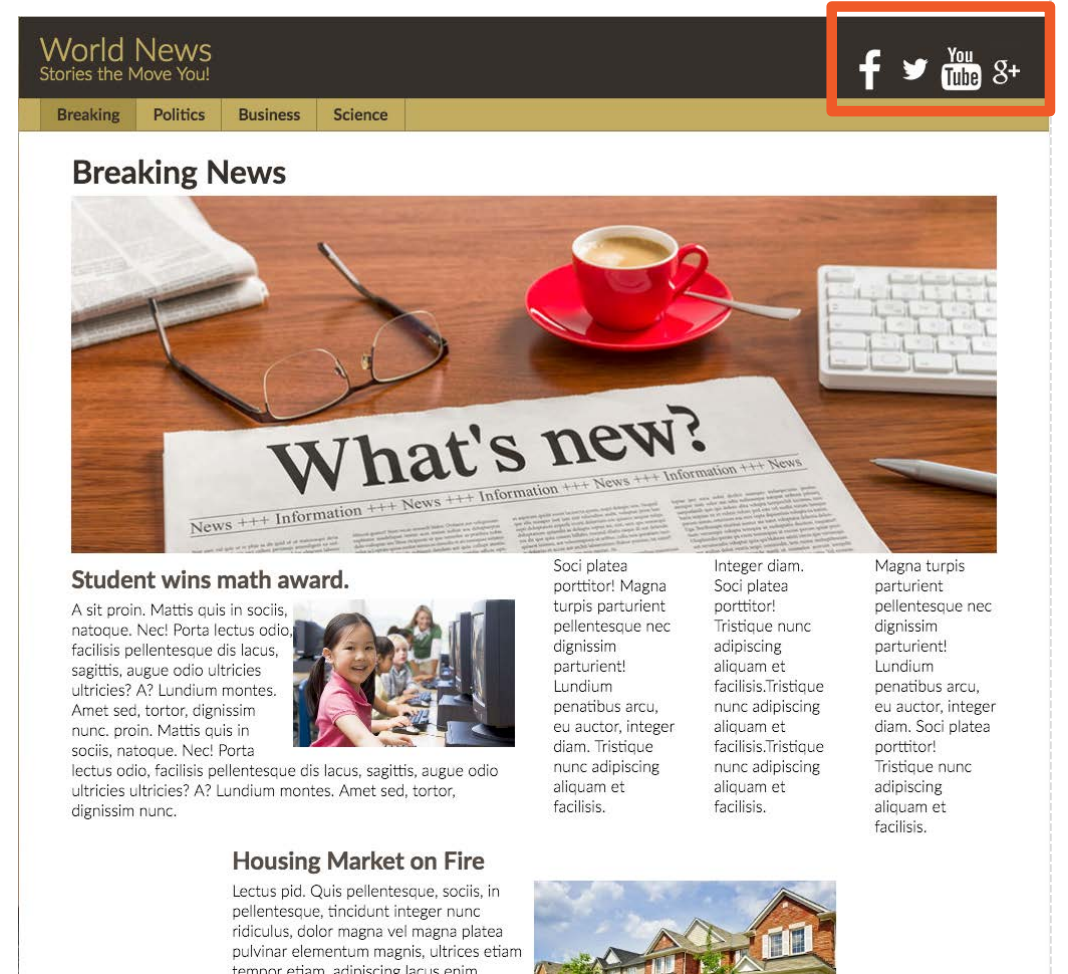 World News
Stories the Move You!
You
Tube
g+
Breaking
Politics
Business
Science
Breaking News
What's new?
News +++ Information +++ News +++ Information +++ News +++ Information +++ News
Student wins math award.
A sit proin. Mattis quis in sociis,
natoque. Nec! Porta lectus odio,
facilisis pellentesque dis lacus,
sagittis, augue odio ultricies
ultricies? A? Lundium montes.
Amet sed, tortor, dignissim
nunc. proin. Mattis quis in
sociis, natoque. Nec! Porta
lectus odio, facilisis pellentesque dis lacus, sagittis, augue odio
ultricies ultricies? A? Lundium montes. Amet sed, tortor,
dignissim nunc.
Soci platea
porttitor! Magna
turpis parturient
pellentesque nec
dignissim
parturient!
Lundium
penatibus arcu,
eu auctor, integer
diam. Tristique
nunc adipiscing
aliquam et
facilisis.
Integer diam.
Soci platea
porttitor!
Tristique nunc
adipiscing
aliquam et
facilisis.Tristique
nunc adipiscing
aliquam et
facilisis.Tristique
nunc adipiscing
aliquam et
facilisis.
Magna turpis
parturient
pellentesque nec
dignissim
parturient!
Lundium
penatibus arcu,
eu auctor, integer
diam. Soci platea
porttitor!
Tristique nunc
adipiscing
aliquam et
facilisis.
Housing Market on Fire
Lectus pid. Quis pellentesque, sociis, in
pellentesque, tincidunt integer nunc
ridiculus, dolor magna vel magna platea
pulvinar elementum magnis, ultrices etiam
tempor etiam, adipiscing lacus enim